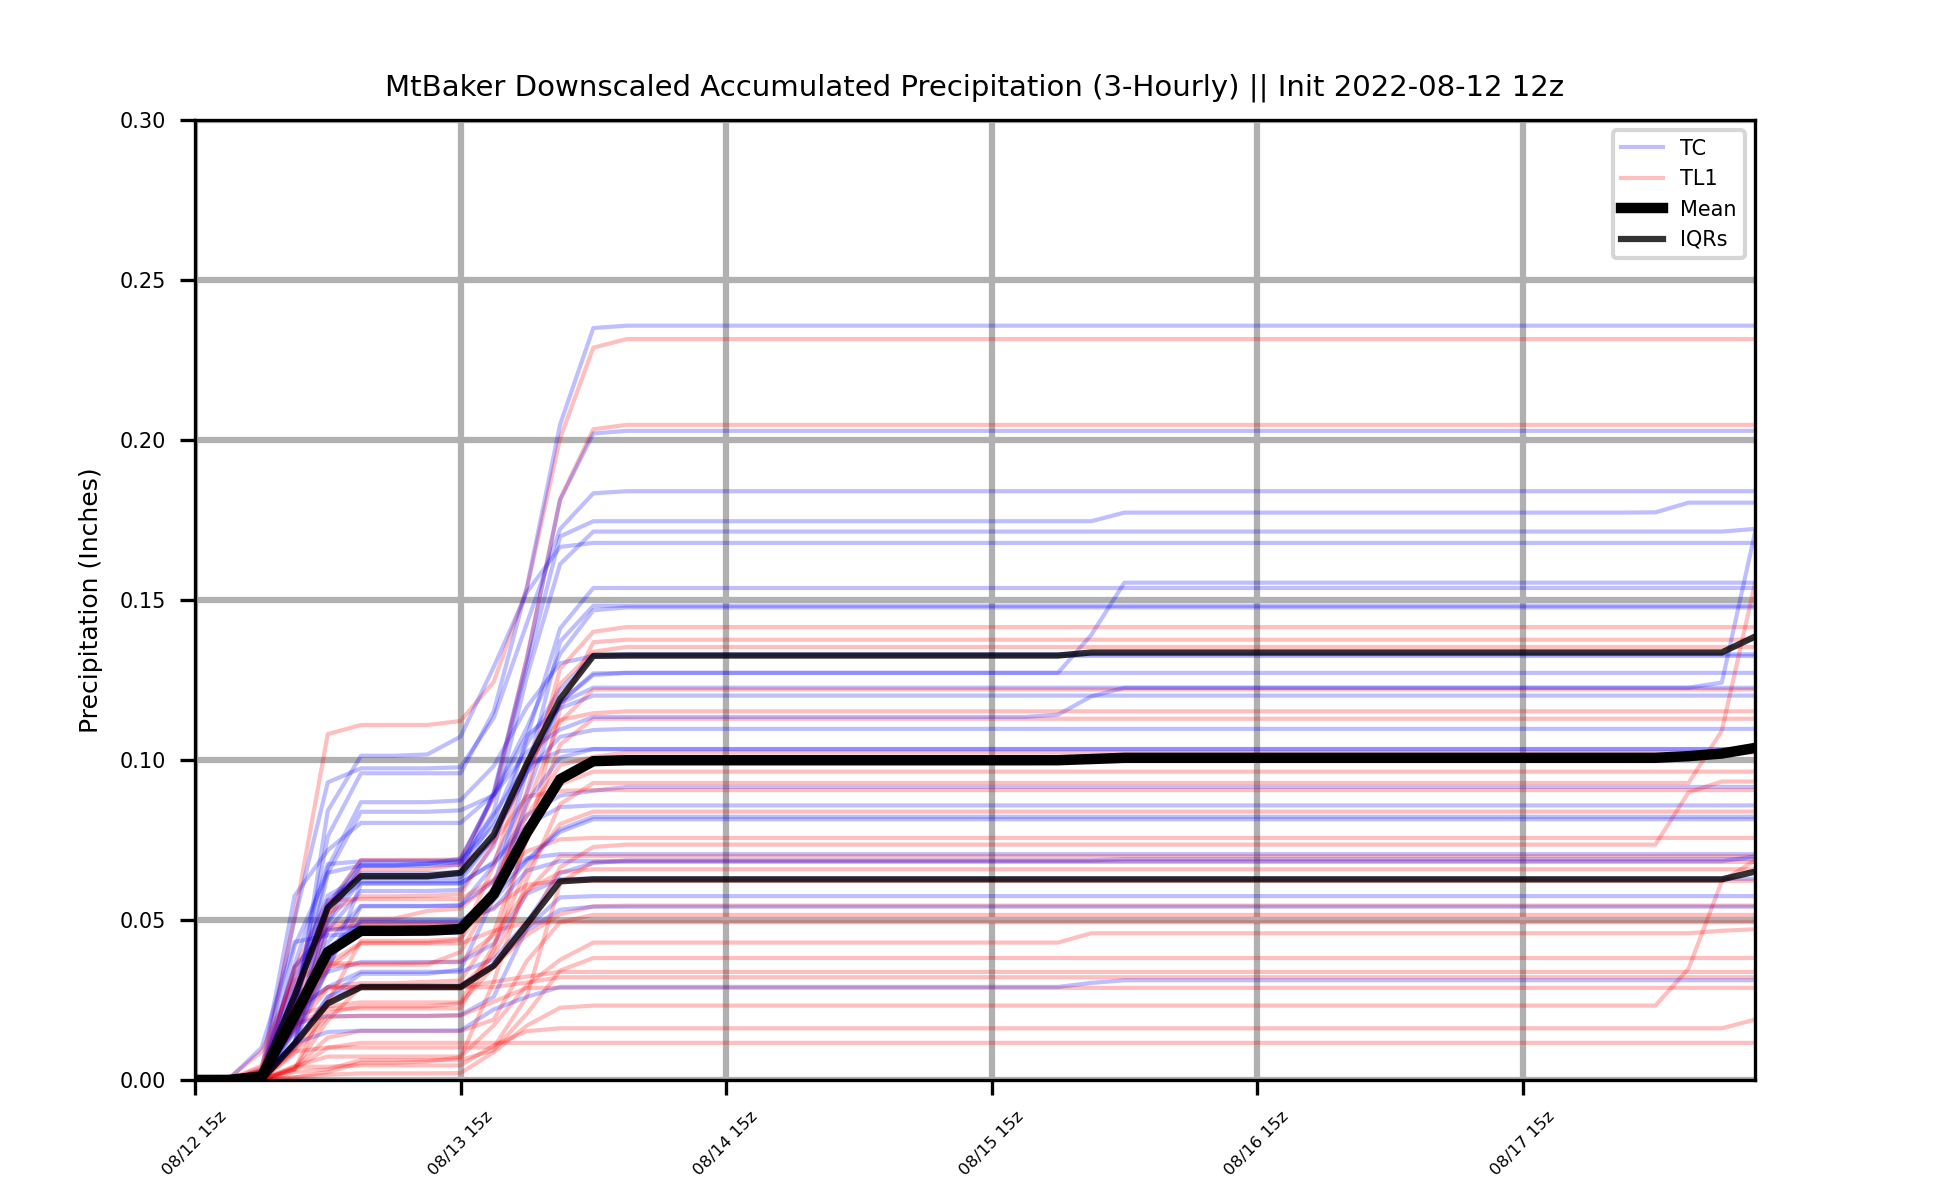 MtBaker Downscaled Accumulated Precipitation (3-Hourly) || Init 2022-08-12 12z
Precipitation (Inches)
0.30
0.25
0.20
0.15
0.10
0.05
0.00
TC
TL1
Mean
IQRs
08/12 15z
08/13 15z
08/14 15z
08/15 15z
08/16 15z
08/17 15z